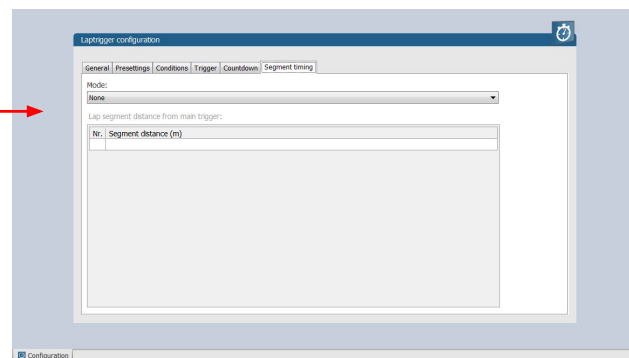 Laptrigger configuration
General Presettings Conditions Trigger Countdown Segment timing
Mode:
None
Lap segment distance from main trigger:
Nr. Segment distance (m)
Configuration